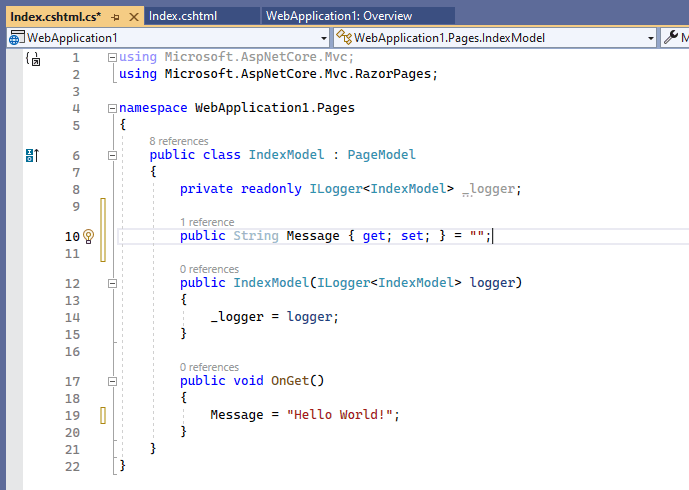 Index.cshtml.cs*
Index.cshtml
WebApplication1: Overview
WebApplication1
WebApplication1.Pages.IndexModel
M
1 using Microsoft.AspNetCore.Mvc;
2 using Microsoft.AspNetCore.Mvc.RazorPages;
3
4 namespace WebApplication1.Pages
5 {
8 references
6 public class IndexModel : PageModel
7 {
8 private readonly ILogger<IndexModel> _logger;
9
1 reference
10 public String Message { get; set; } = "";
11
0 references
12 public IndexModel(ILogger<IndexModel> logger)
13 {
14 _logger = logger;
15 }
16
0 references
17 public void OnGet()
18 {
19 Message = "Hello World!";
20 }
21 }
22 }